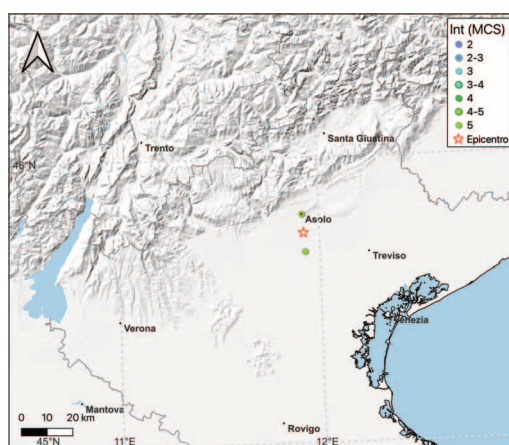 Int (MCS)
2
2-3
3
3-4
4
4-5
5
Epicentro
Santa Giustina
Trento
46°N
Asolo
Treviso
Venezia
Verona
Mantova
Rovigo
0 10 20 km
45°N
11°E
12°E